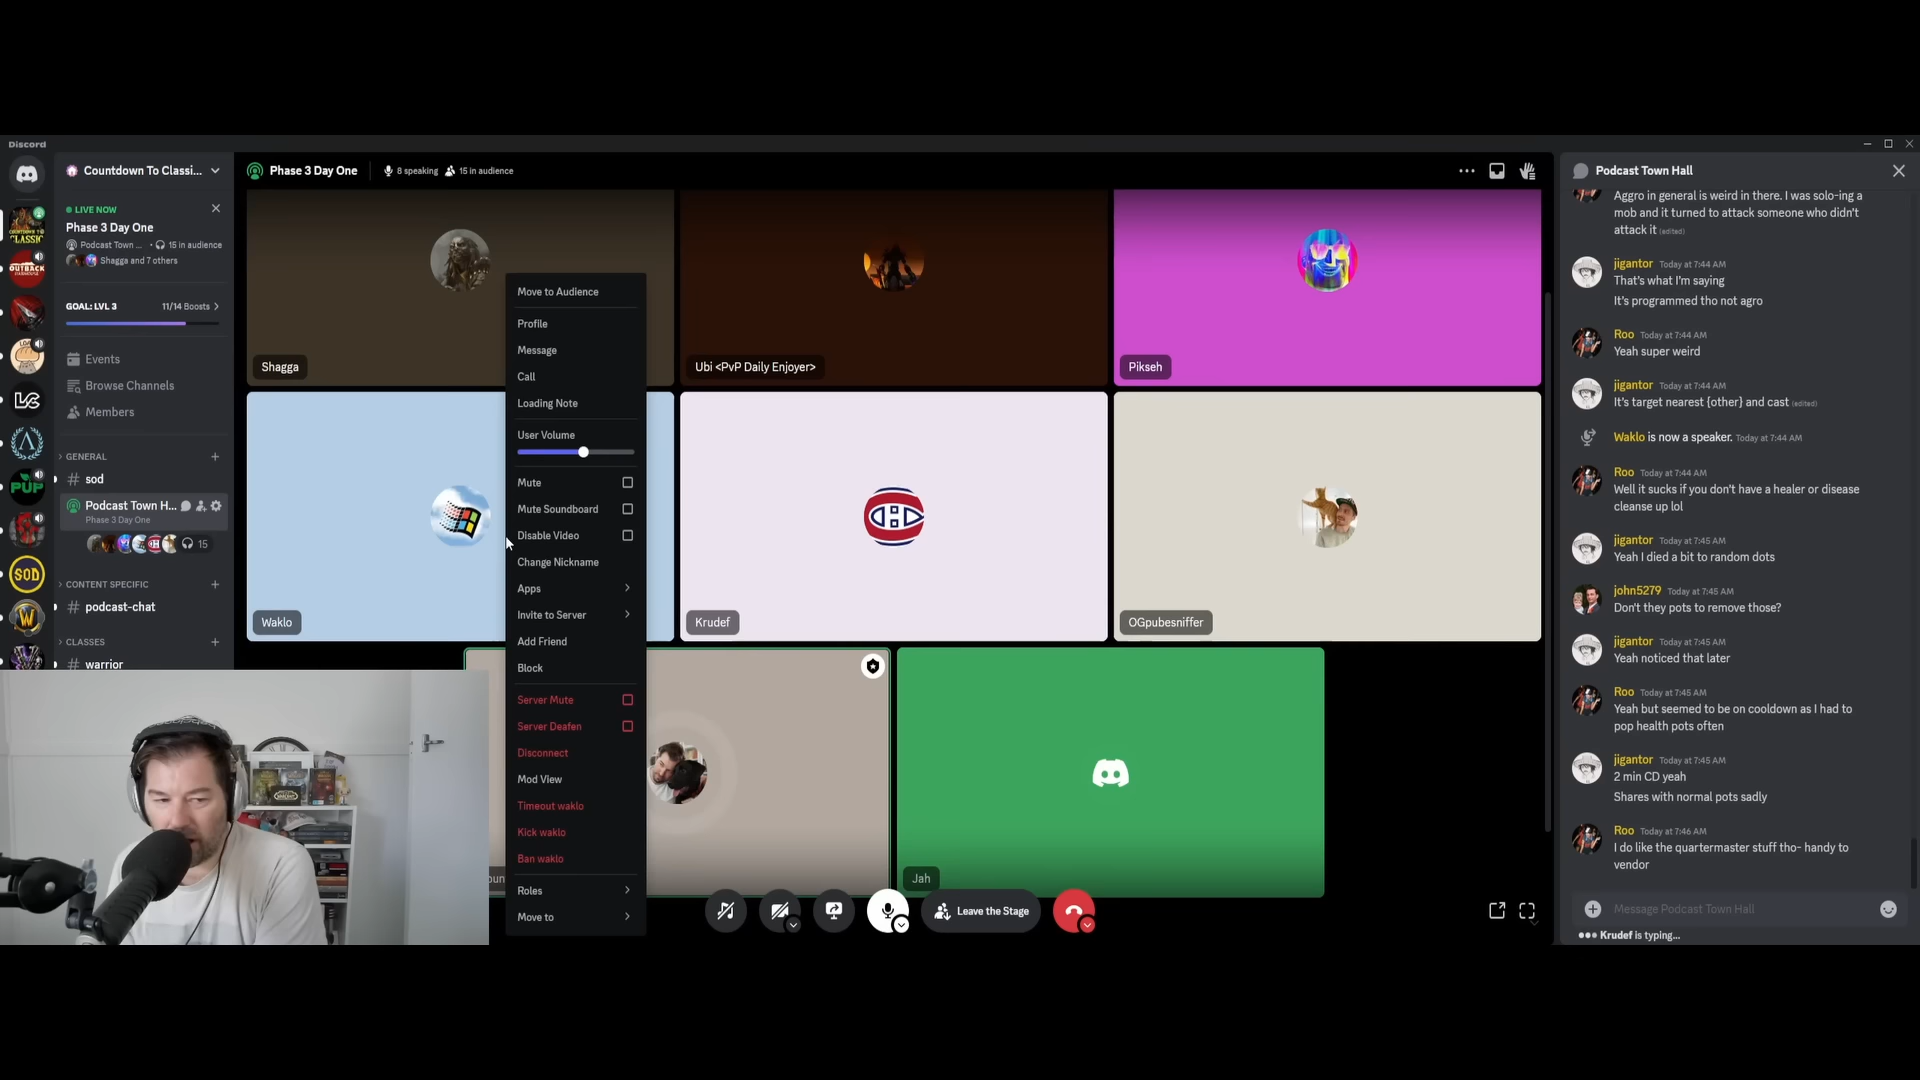 Discord
Countdown To Classi...
LIVE NOW
Phase 3 Day One
Podcast Town ... • 15 in audience
Shagga and 7 others
GOAL: LVL 3 11/14 Boosts >
Events
Browse Channels
Members
GENERAL
sod
Podcast Town H...
Phase 3 Day One
15
CONTENT SPECIFIC
podcast-chat
CLASSES
warrior
CLASSIC
OUTBACK
PUP
SOD
Phase 3 Day One 8 speaking 15 in audience
Shagga
Ubi <PvP Daily Enjoyer>
Pikseh
Waklo
Krudef
OGpubesniffer
Jah
Move to Audience
Profile
Message
Call
Loading Note
User Volume
Mute
Mute Soundboard
Disable Video
Change Nickname
Apps
Invite to Server
Add Friend
Block
Server Mute
Server Deafen
Disconnect
Mod View
Timeout waklo
Kick waklo
Ban waklo
Roles
Move to
Leave the Stage
Podcast Town Hall
Aggro in general is weird in there. I was solo-ing a
mob and it turned to attack someone who didn't
attack it (edited)
jigantor Today at 7:44 AM
That's what I'm saying
It's programmed tho not agro
Roo Today at 7:44 AM
Yeah super weird
jigantor Today at 7:44 AM
It's target nearest {other} and cast (edited)
Waklo is now a speaker. Today at 7:44 AM
Roo Today at 7:44 AM
Well it sucks if you don't have a healer or disease
cleanse up lol
jigantor Today at 7:45 AM
Yeah I died a bit to random dots
john5279 Today at 7:45 AM
Don't they pots to remove those?
jigantor Today at 7:45 AM
Yeah noticed that later
Roo Today at 7:45 AM
Yeah but seemed to be on cooldown as I had to
pop health pots often
jigantor Today at 7:45 AM
2 min CD yeah
Shares with normal pots sadly
Roo Today at 7:46 AM
I do like the quartermaster stuff tho- handy to
vendor
Message Podcast Town Hall
Krudef is typing...